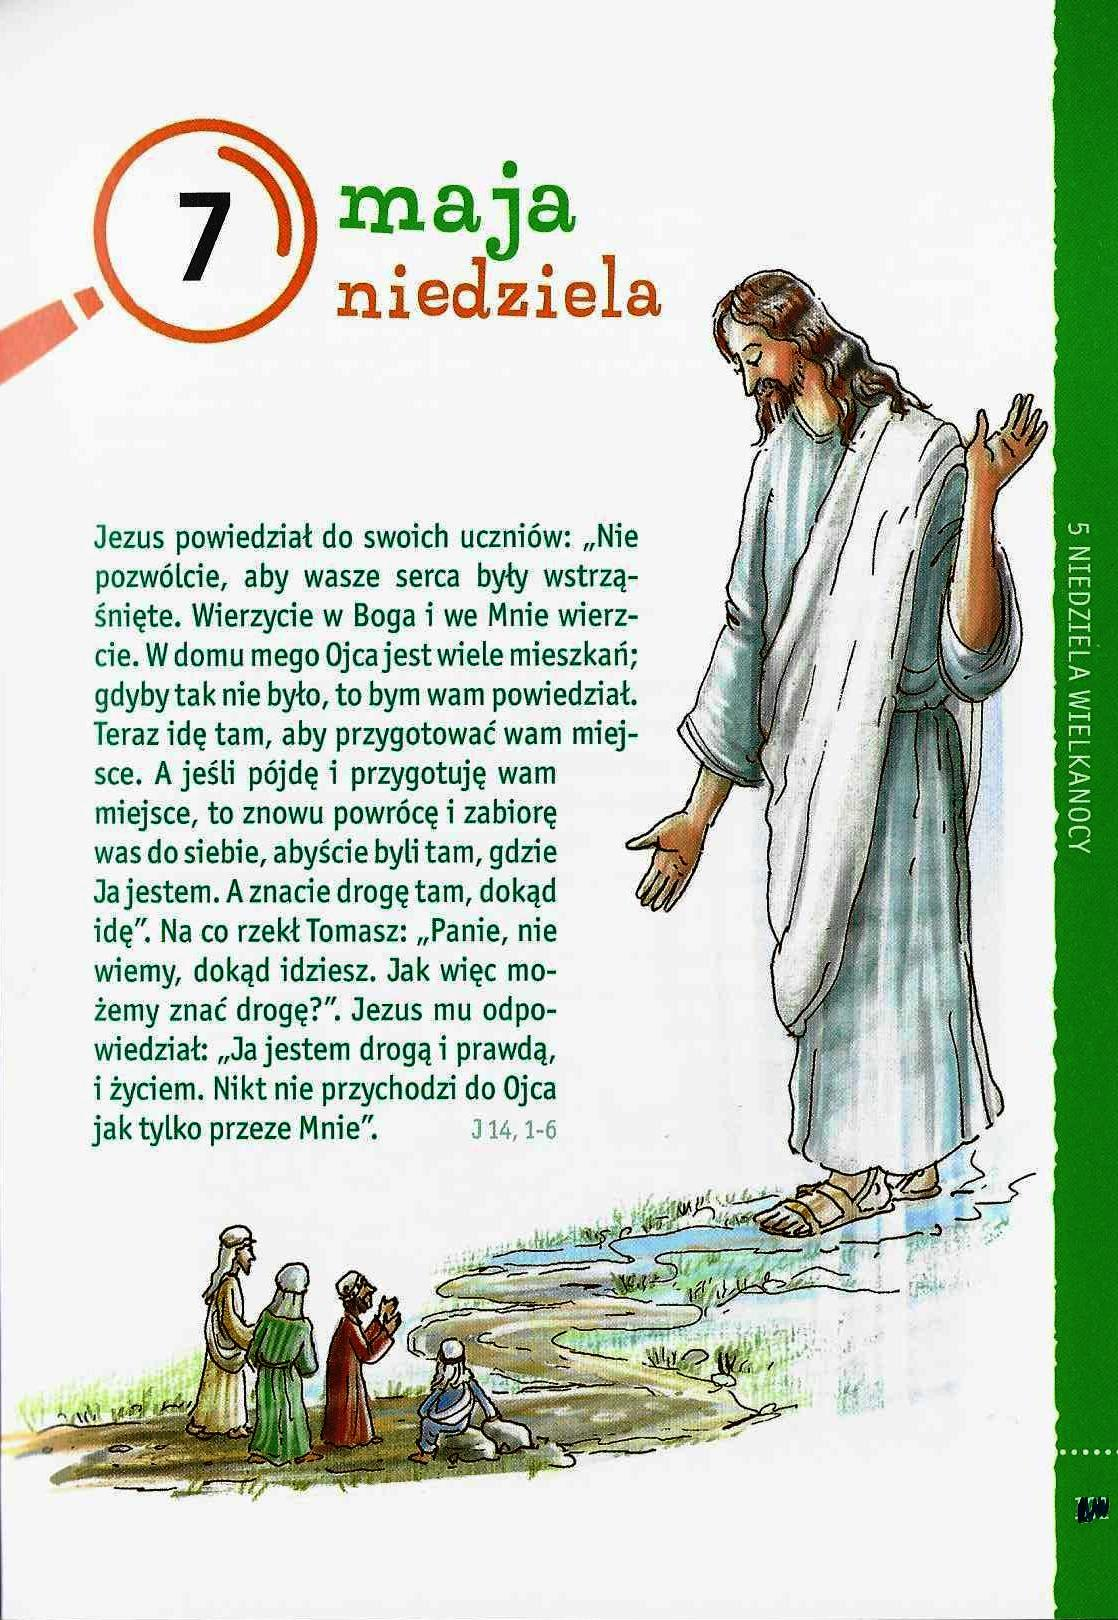 7
maja
niedziela
Jezus powiedział do swoich uczniów: „Nie
pozwólcie, aby wasze serca były wstrzą-
śnięte. Wierzycie w Boga i we Mnie wierz-
cie. W domu mego Ojca jest wiele mieszkań;
gdyby tak nie było, to bym wam powiedział.
Teraz idę tam, aby przygotować wam miej-
sce. A jeśli pójdę i przygotuję wam
miejsce, to znowu powrócę i zabiorę
was do siebie, abyście byli tam, gdzie
Ja jestem. A znacie drogę tam, dokąd
idę”. Na co rzekł Tomasz: „Panie, nie
wiemy, dokąd idziesz. Jak więc mo-
żemy znać drogę?”. Jezus mu odpo-
wiedział: „Ja jestem drogą i prawdą,
i życiem. Nikt nie przychodzi do Ojca
jak tylko przeze Mnie”.
J 14, 1-6
5 NIEDZIELA WIELKANOCY